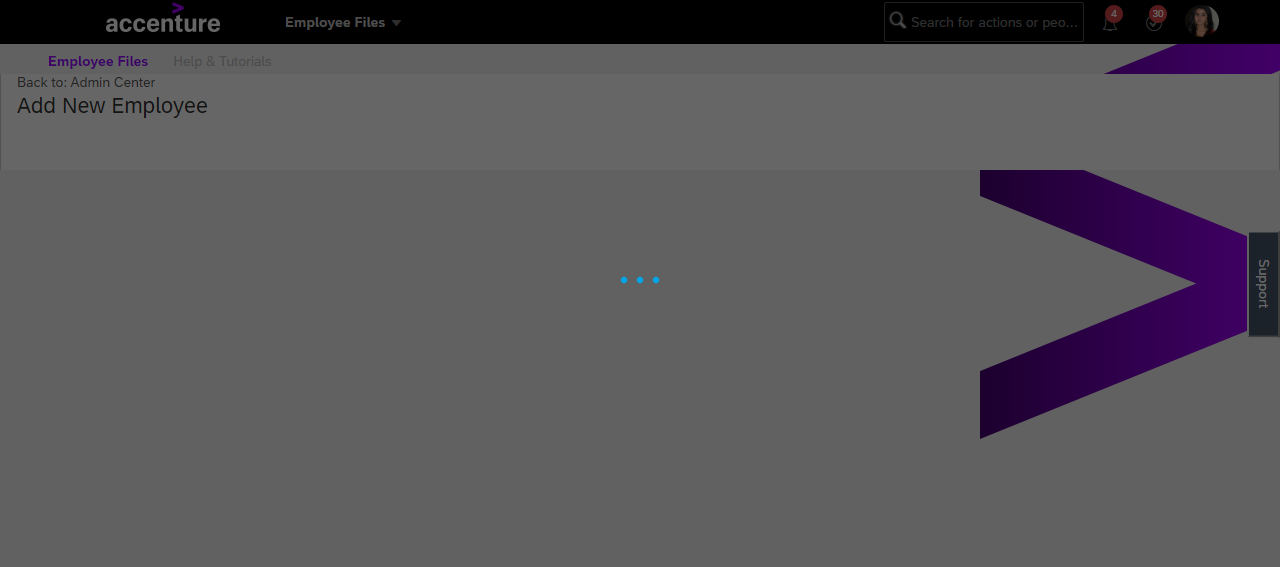 accenture
Employee Files
Search for actions or peo...
4
30
Employee Files
Help & Tutorials
Back to: Admin Center
Add New Employee
Support